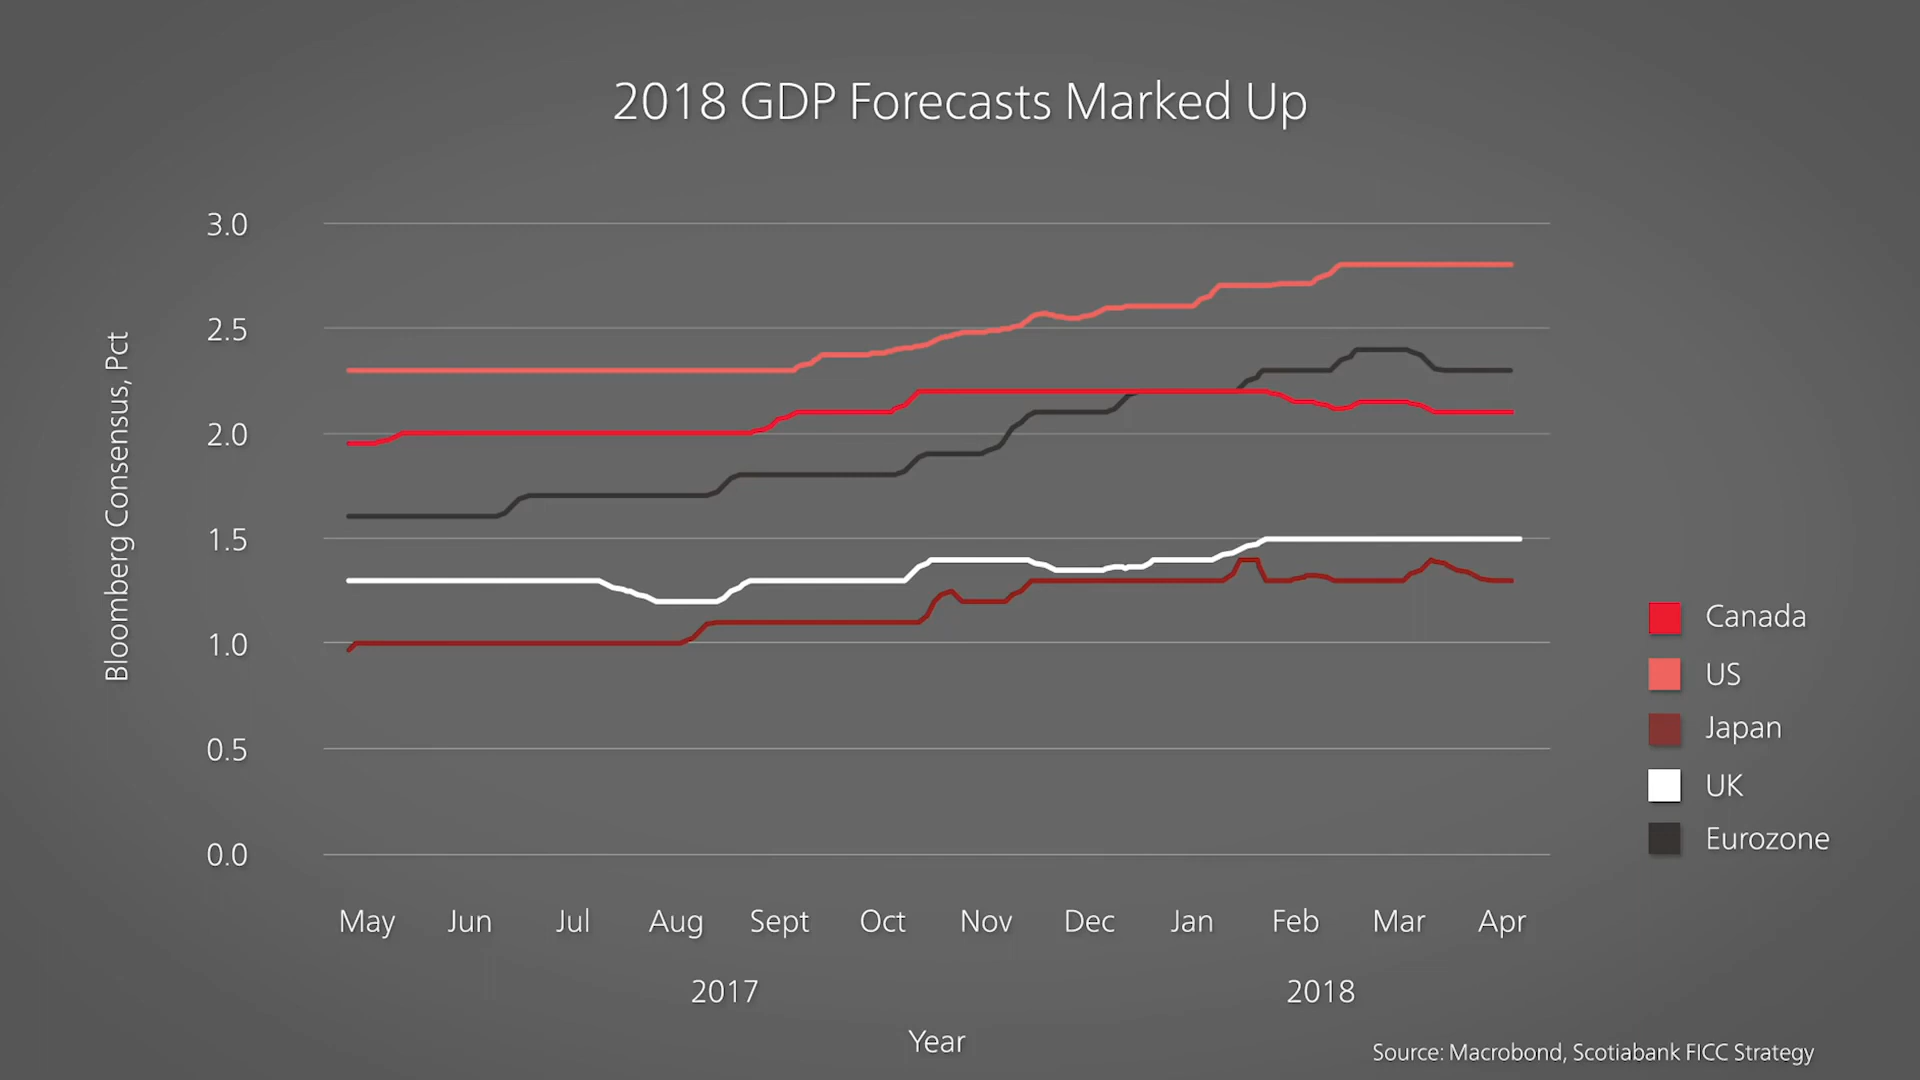 2018 GDP Forecasts Marked Up
3.0
2.5
2.0
1.5
1.0
0.5
0.0
Bloomberg Consensus, Pct
May Jun Jul Aug Sept Oct Nov Dec Jan Feb Mar Apr
2017 2018
Year
Canada
US
Japan
UK
Eurozone
Source: Macrobond, Scotiabank FICC Strategy